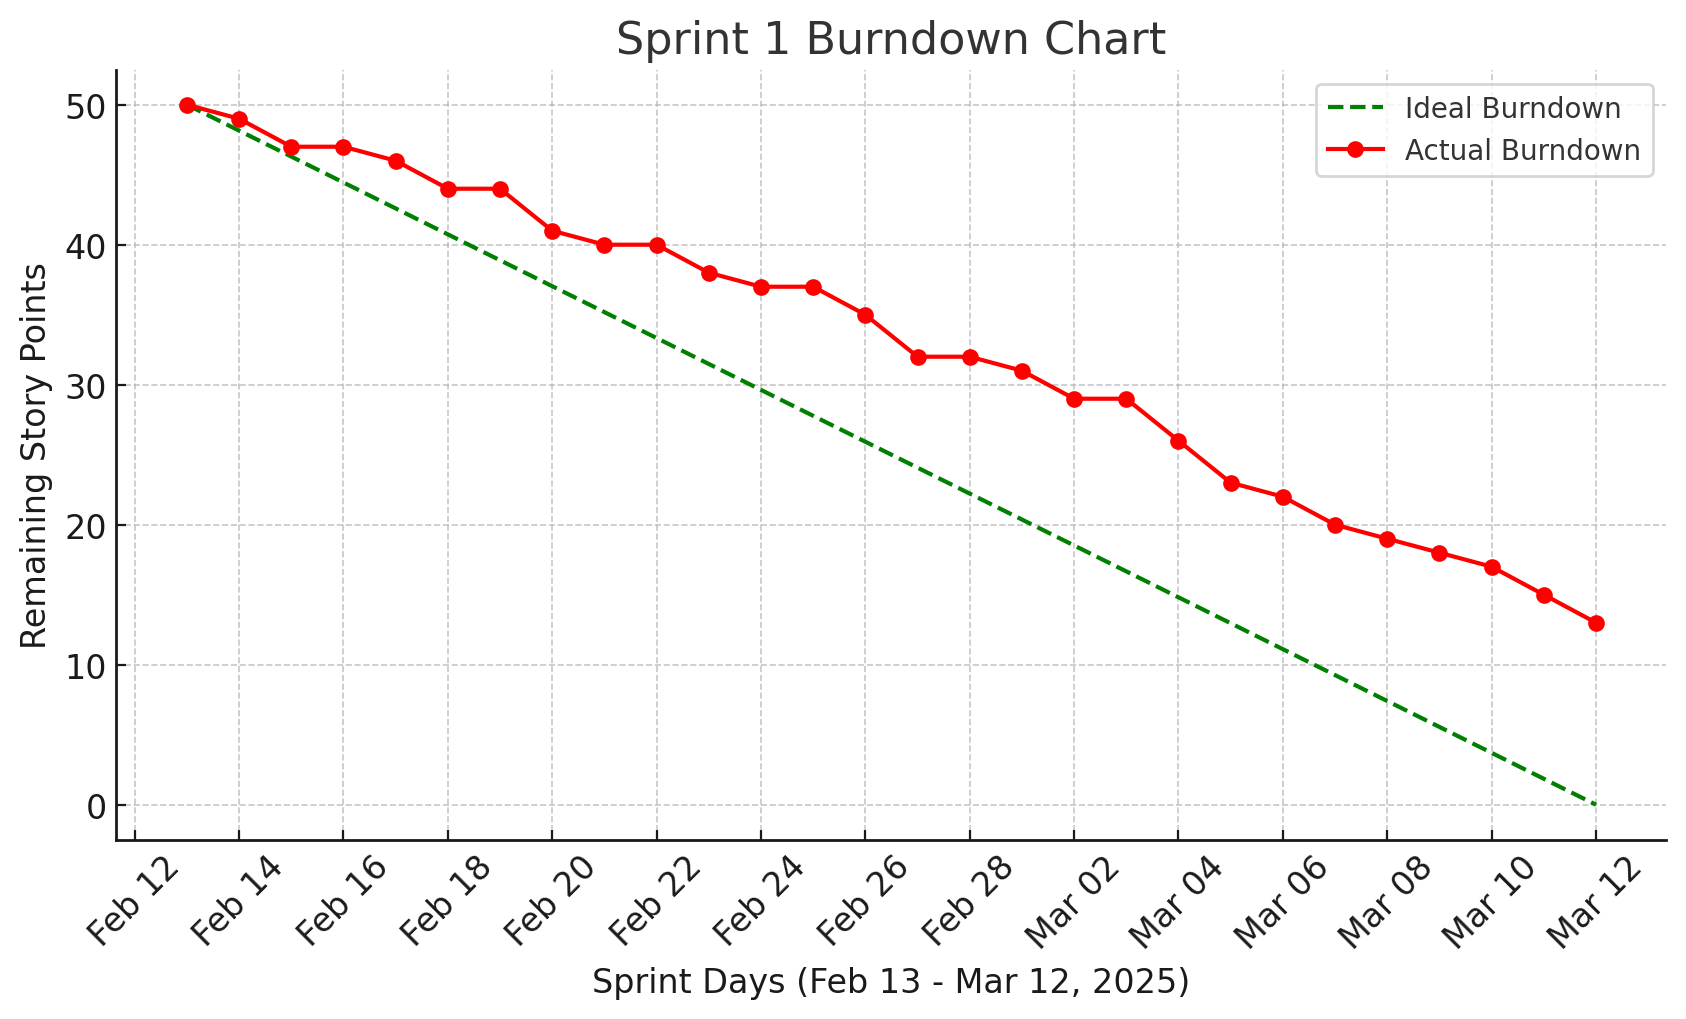 Sprint 1 Burndown Chart
Ideal Burndown
Actual Burndown
Remaining Story Points
50
40
30
20
10
0
Feb 12
Feb 14
Feb 16
Feb 18
Feb 20
Feb 22
Feb 24
Feb 26
Feb 28
Mar 02
Mar 04
Mar 06
Mar 08
Mar 10
Mar 12
Sprint Days (Feb 13 - Mar 12, 2025)